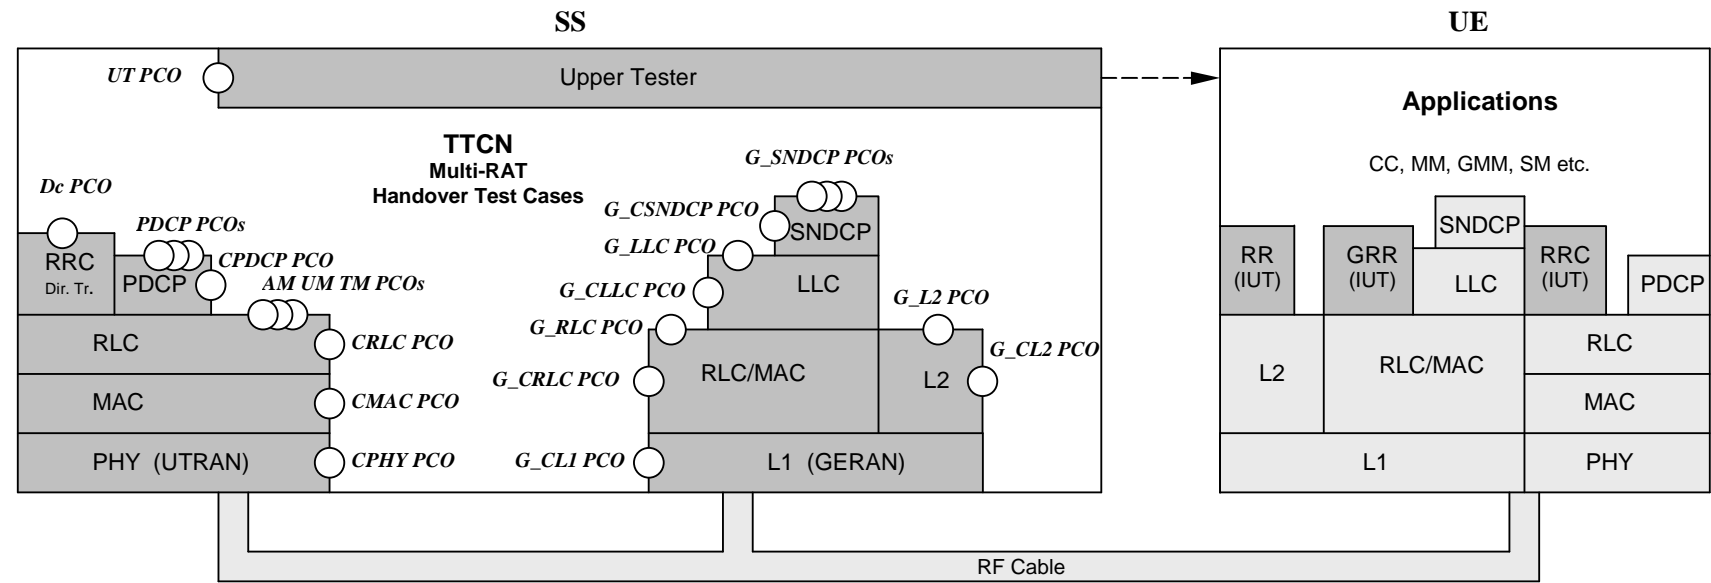 SS
UE
UT PCO
Upper Tester
Applications
TTCN
Multi-RAT
Handover Test Cases
G_SNDCP PCOs
CC, MM, GMM, SM etc.
Dc PCO
PDCP PCOs
G_CSNDCP PCO
SNDCP
SNDCP
G_LLC PCO
RRC
Dir. Tr.
PDCP
CPDCP PCO
AM UM TM PCOs
G_CLLC PCO
LLC
G_L2 PCO
RR
(IUT)
GRR
(IUT)
LLC
RRC
(IUT)
PDCP
G_RLC PCO
RLC
CRLC PCO
G_CL2 PCO
RLC
G_CRLC PCO
RLC/MAC
L2
L2
RLC/MAC
MAC
CMAC PCO
MAC
PHY (UTRAN)
CPHY PCO
G_CL1 PCO
L1 (GERAN)
L1
PHY
RF Cable